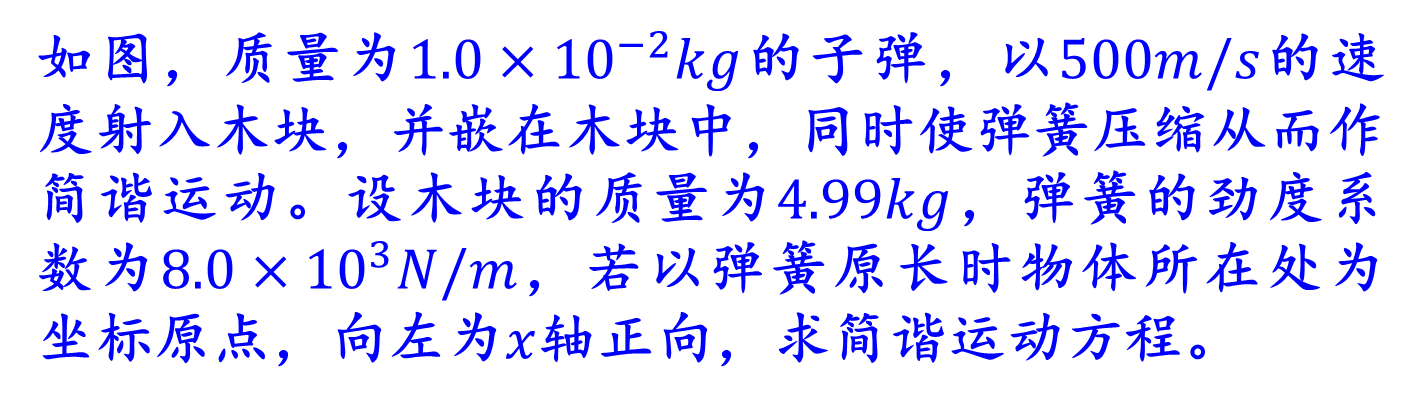 如图，质量为1.0 × 10⁻²kg的子弹，以500m/s的速
度射入木块，并嵌在木块中，同时使弹簧压缩从而作
简谐运动。设木块的质量为4.99kg，弹簧的劲度系
数为8.0 × 10³N/m，若以弹簧原长时物体所在处为
坐标原点，向左为x轴正向，求简谐运动方程。